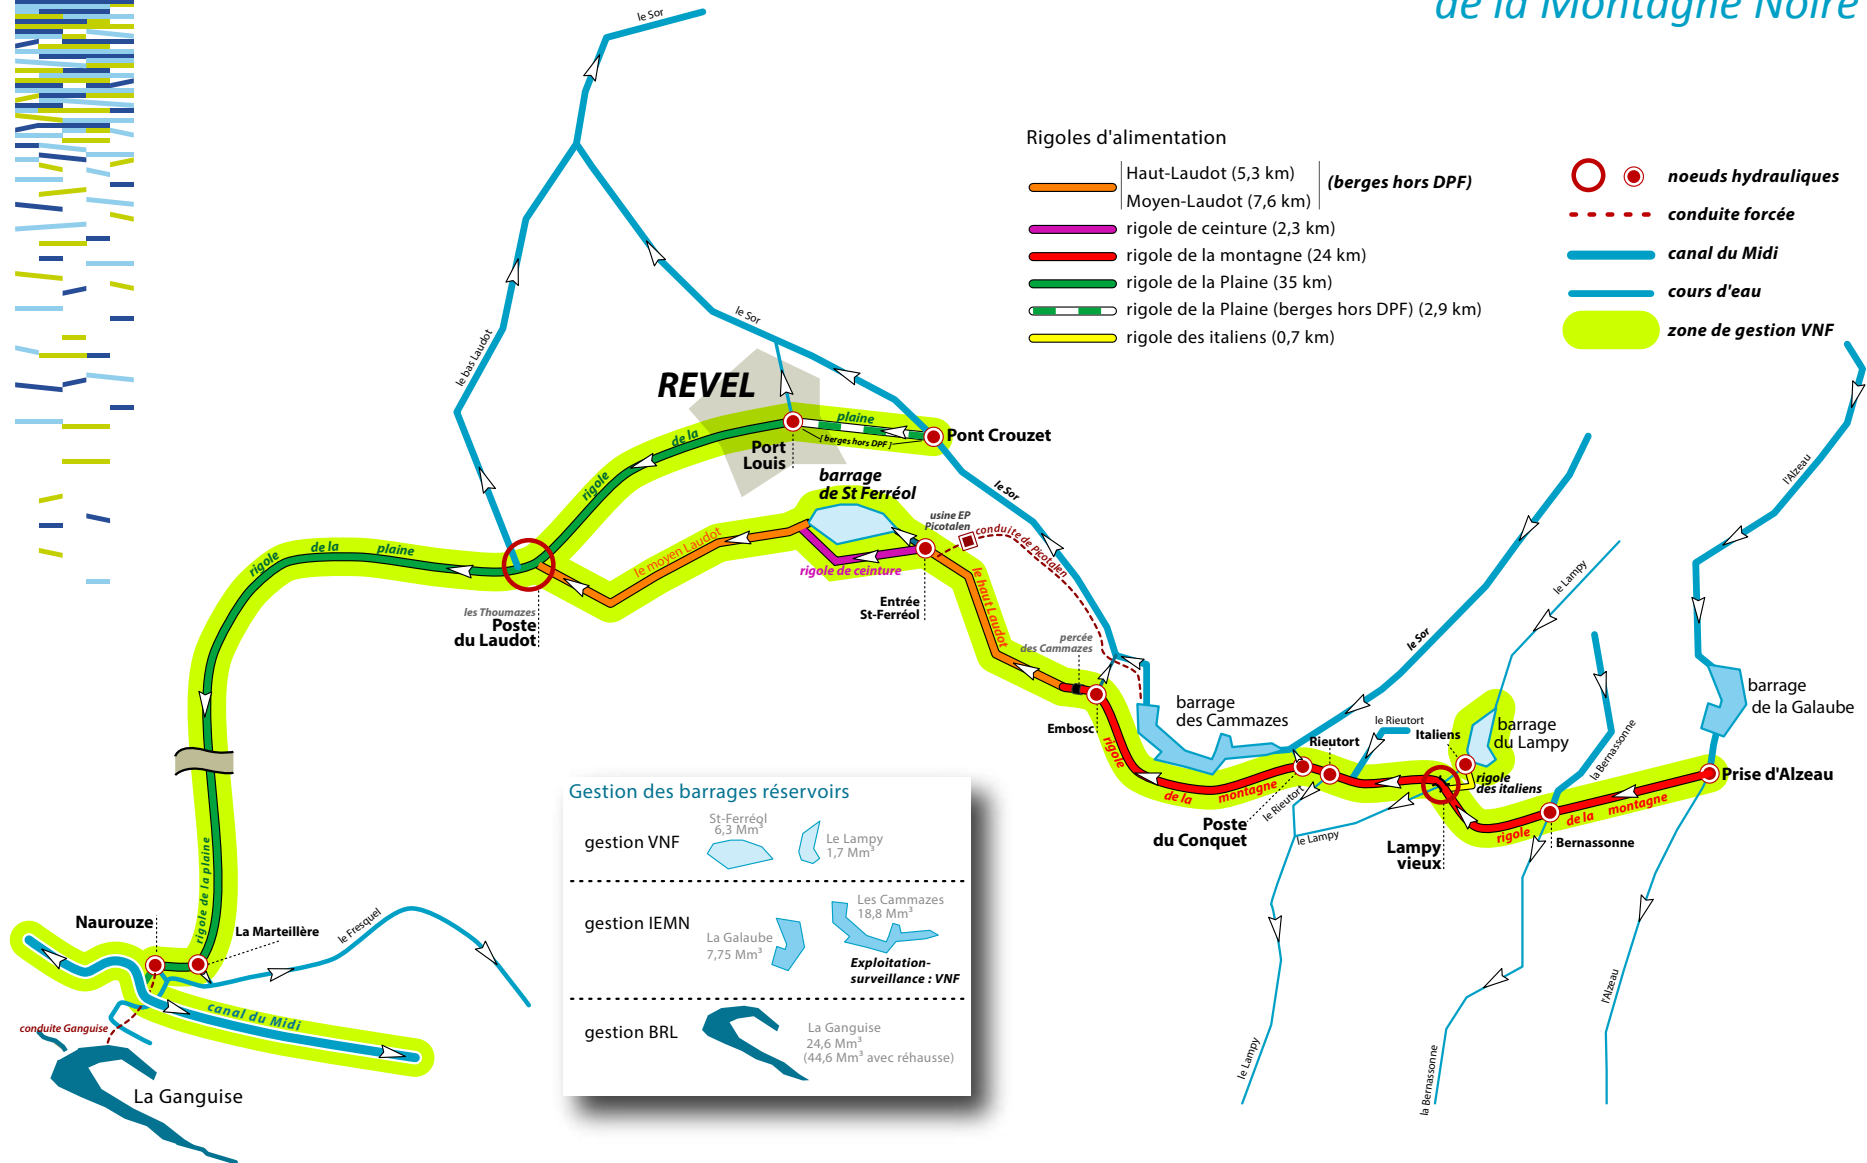 de la Montagne Noire
le Sor
Rigoles d'alimentation
Haut-Laudot (5,3 km)
Moyen-Laudot (7,6 km)
(berges hors DPF)
rigole de ceinture (2,3 km)
rigole de la montagne (24 km)
rigole de la Plaine (35 km)
rigole de la Plaine (berges hors DPF) (2,9 km)
rigole des italiens (0,7 km)
noeuds hydrauliques
conduite forcée
canal du Midi
cours d'eau
zone de gestion VNF
le Sor
le bas Laudot
REVEL
plaine
[ berges hors DPF ]
Pont Crouzet
de la
Port
Louis
rigole
barrage
de St Ferréol
le Sor
usine EP
Picotalen
conduite de Picotalen
l'Alzeau
rigole
de la
plaine
le moyen Laudot
rigole de ceinture
le haut Laudot
Entrée
St-Ferréol
les Thoumazes
Poste
du Laudot
percée
des Cammazes
le Lampy
le Sor
Embosc
barrage
des Cammazes
barrage
de la Galaube
le Rieutort
Italiens
barrage
du Lampy
Rieutort
la Bernassonne
rigole
de la
montagne
rigole
des italiens
Prise d'Alzeau
le Rieutort
Poste
du Conquet
le Lampy
Lampy
vieux
rigole
de la
montagne
Bernassonne
Gestion des barrages réservoirs
gestion VNF
St-Ferréol
6,3 Mm³
Le Lampy
1,7 Mm³
gestion IEMN
La Galaube
7,75 Mm³
Les Cammazes
18,8 Mm³
Exploitation-
surveillance : VNF
gestion BRL
La Ganguise
24,6 Mm³
(44,6 Mm³ avec réhausse)
rigole de la plaine
Naurouze
La Marteillère
le Fresquel
canal du Midi
conduite Ganguise
La Ganguise
le Lampy
la Bernassonne
l'Alzeau